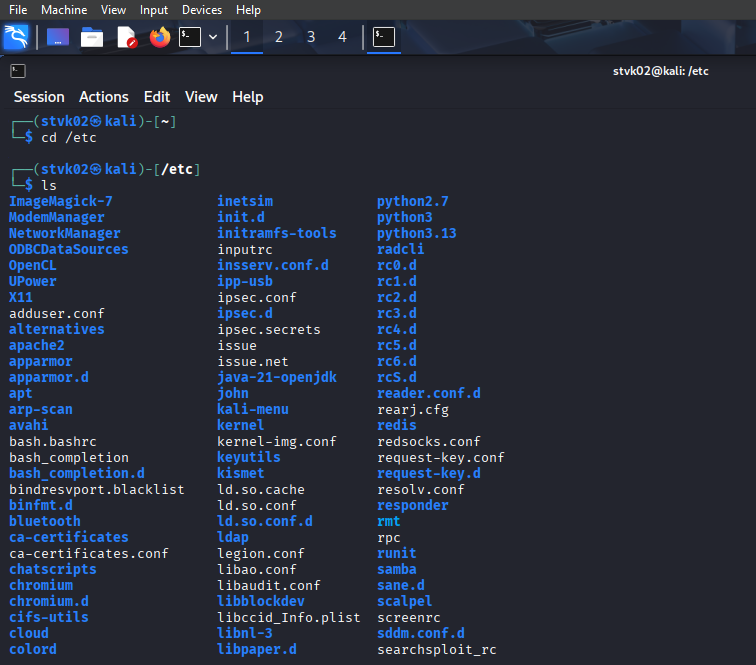 File Machine View Input Devices Help
1 2 3 4
stvk02@kali: /etc
Session Actions Edit View Help
┌──(stvk02㉿kali)-[~]
└─$ cd /etc
┌──(stvk02㉿kali)-[/etc]
└─$ ls
ImageMagick-7 inetsim python2.7
ModemManager init.d python3
NetworkManager initramfs-tools python3.13
ODBCDataSources inputrc radcli
OpenCL insserv.conf.d rc0.d
UPower ipp-usb rc1.d
X11 ipsec.conf rc2.d
adduser.conf ipsec.d rc3.d
alternatives ipsec.secrets rc4.d
apache2 issue rc5.d
apparmor issue.net rc6.d
apparmor.d java-21-openjdk rcS.d
apt john reader.conf.d
arp-scan kali-menu rearj.cfg
avahi kernel redis
bash.bashrc kernel-img.conf redsocks.conf
bash_completion keyutils request-key.conf
bash_completion.d kismet request-key.d
bindresvport.blacklist ld.so.cache resolv.conf
binfmt.d ld.so.conf responder
bluetooth ld.so.conf.d rmt
ca-certificates ldap rpc
ca-certificates.conf legion.conf runit
chatscripts libao.conf samba
chromium libaudit.conf sane.d
chromium.d libblockdev scalpel
cifs-utils libccid_Info.plist screenrc
cloud libnl-3 sddm.conf.d
colord libpaper.d searchsploit_rc